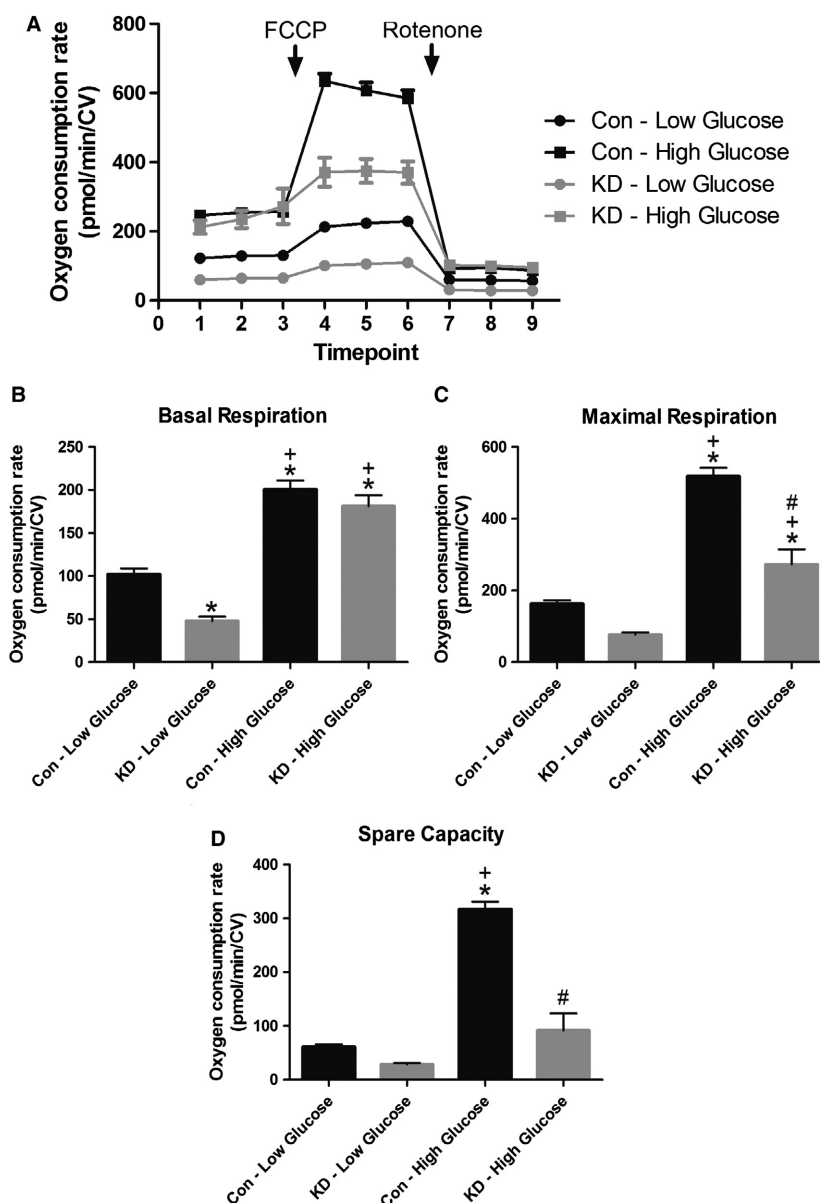 A
FCCP
Rotenone
Oxygen consumption rate
(pmol/min/CV)
800
600
400
200
0
0 1 2 3 4 5 6 7 8 9
Timepoint
Con - Low Glucose
Con - High Glucose
KD - Low Glucose
KD - High Glucose
B
Basal Respiration
Oxygen consumption rate
(pmol/min/CV)
250
200
150
100
50
0
*
+
*
+
*
Con - Low Glucose
KD - Low Glucose
Con - High Glucose
KD - High Glucose
C
Maximal Respiration
Oxygen consumption rate
(pmol/min/CV)
600
400
200
0
+
*
#
+
*
Con - Low Glucose
KD - Low Glucose
Con - High Glucose
KD - High Glucose
D
Spare Capacity
Oxygen consumption rate
(pmol/min/CV)
400
300
200
100
0
+
*
#
Con - Low Glucose
KD - Low Glucose
Con - High Glucose
KD - High Glucose